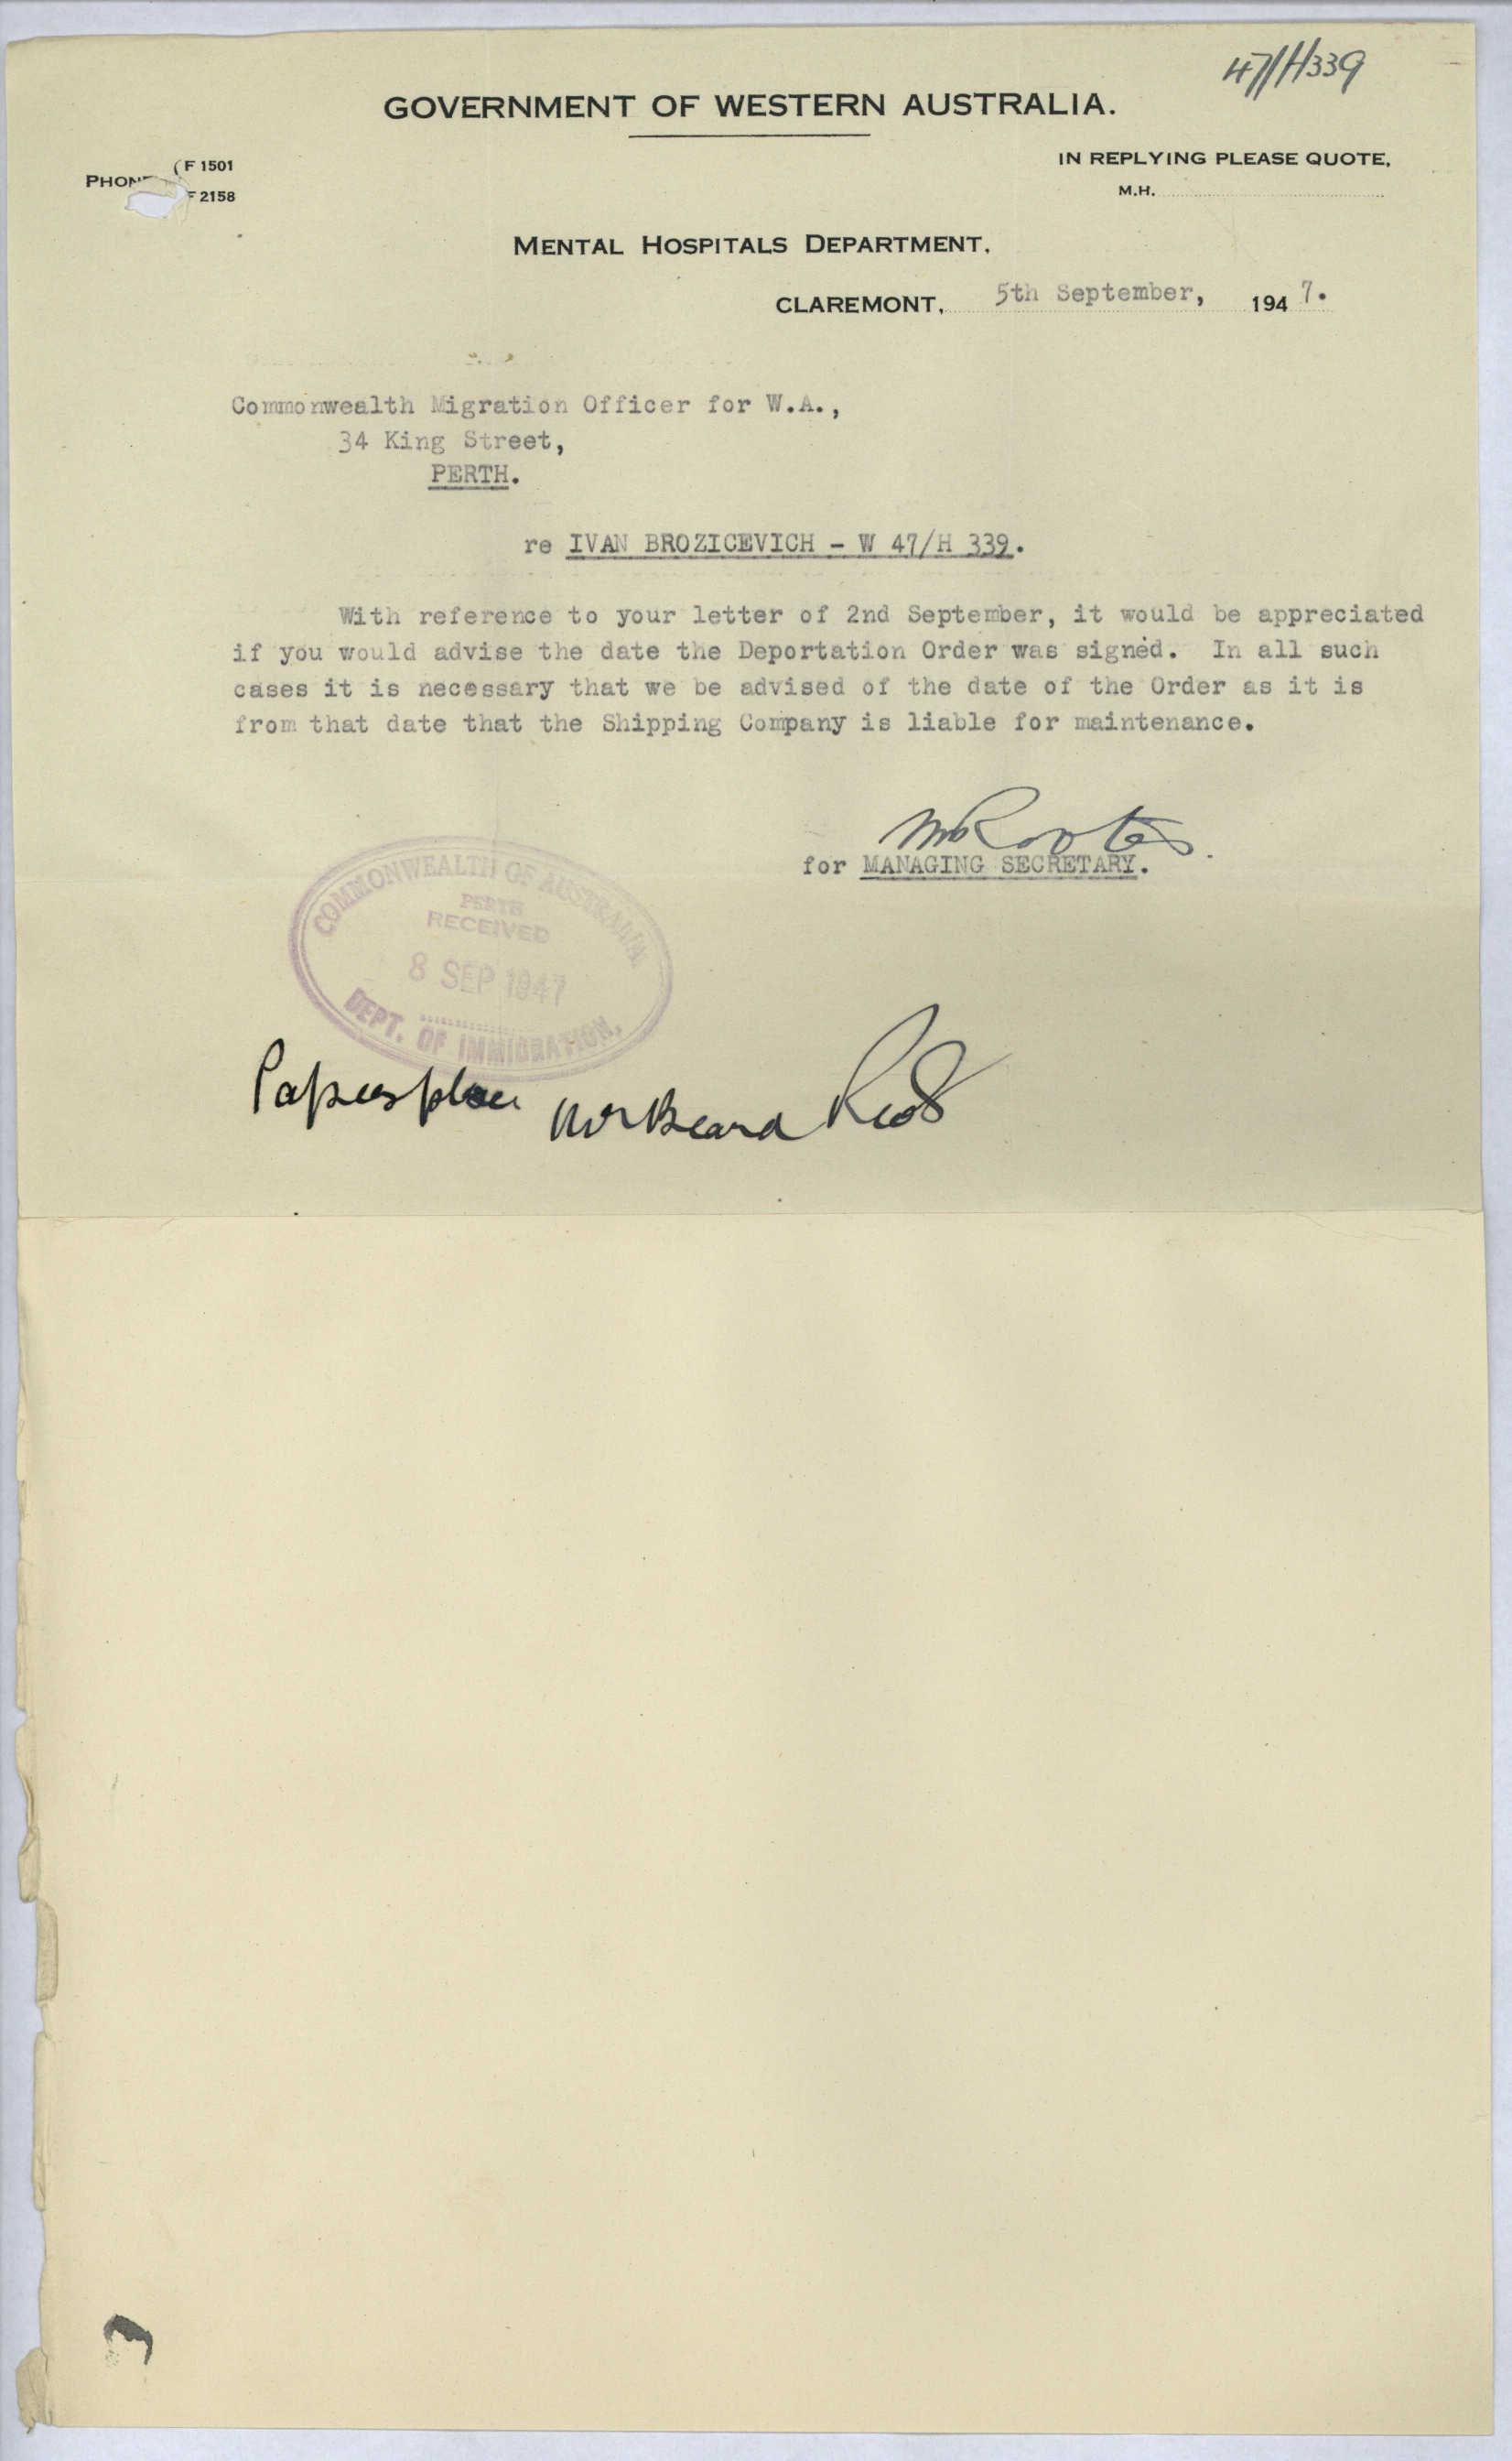 47/H339
GOVERNMENT OF WESTERN AUSTRALIA.
PHONE (F 1501
F 2158
IN REPLYING PLEASE QUOTE,
M.H.
MENTAL HOSPITALS DEPARTMENT,
CLAREMONT, 5th September, 1947.
Commonwealth Migration Officer for W.A.,
34 King Street,
PERTH.
re IVAN BROZICEVICH - W 47/H 339.
With reference to your letter of 2nd September, it would be appreciated
if you would advise the date the Deportation Order was signed. In all such
cases it is necessary that we be advised of the date of the Order as it is
from that date that the Shipping Company is liable for maintenance.
for MANAGING SECRETARY.
COMMONWEALTH OF AUSTRALIA
PERTH
RECEIVED
8 SEP 1947
DEPT. OF IMMIGRATION.
Papers please
Mr Beard